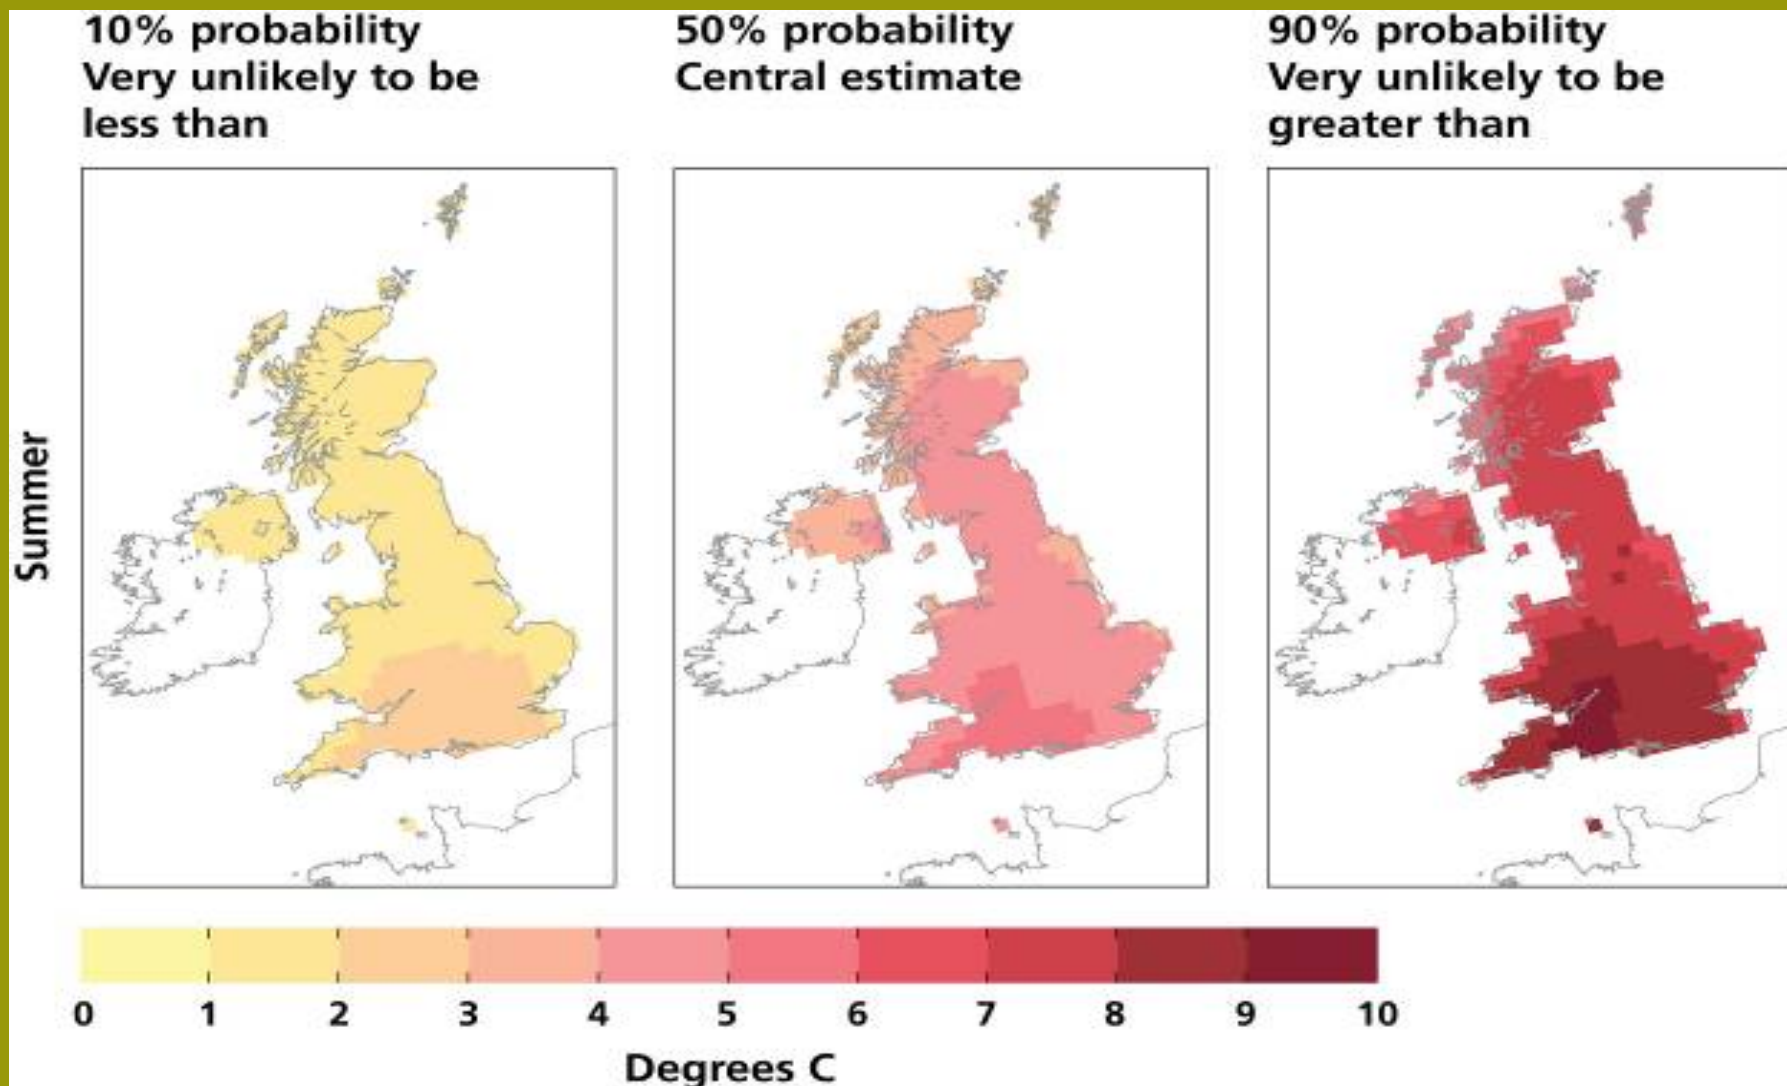 10% probability
Very unlikely to be
less than
50% probability
Central estimate
90% probability
Very unlikely to be
greater than
Summer
0 1 2 3 4 5 6 7 8 9 10
Degrees C